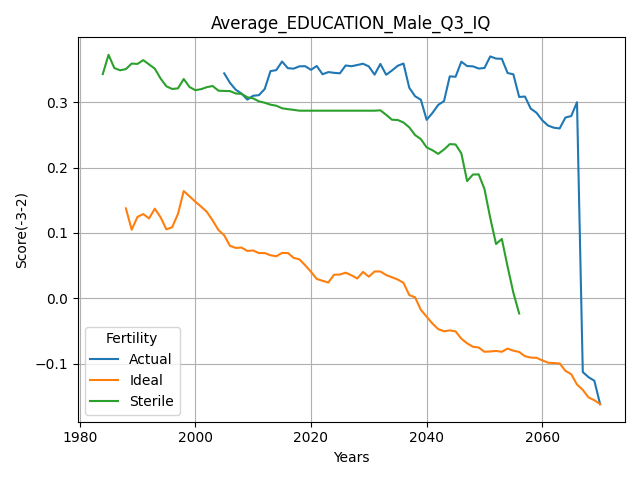 Average_EDUCATION_Male_Q3_IQ
Score(-3-2)
0.3
0.2
0.1
0.0
−0.1
Fertility
Actual
Ideal
Sterile
1980
2000
2020
2040
2060
Years